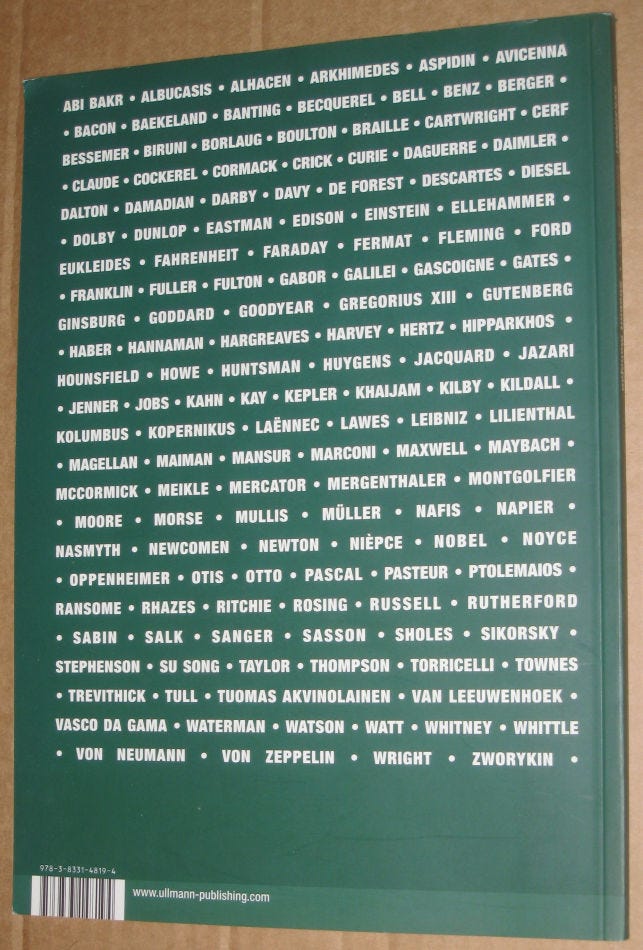 ABI BAKR • ALBUCASIS • ALHACEN • ARKHIMEDES • ASPIDIN • AVICENNA
• BACON • BAEKELAND • BANTING • BECQUEREL • BELL • BENZ • BERGER •
BESSEMER • BIRUNI • BORLAUG • BOULTON • BRAILLE • CARTWRIGHT • CERF
• CLAUDE • COCKEREL • CORMACK • CRICK • CURIE • DAGUERRE • DAIMLER •
DALTON • DAMADIAN • DARBY • DAVY • DE FOREST • DESCARTES • DIESEL
• DOLBY • DUNLOP • EASTMAN • EDISON • EINSTEIN • ELLEHAMMER •
EUKLEIDES • FAHRENHEIT • FARADAY • FERMAT • FLEMING • FORD
• FRANKLIN • FULLER • FULTON • GABOR • GALILEI • GASCOIGNE • GATES •
GINSBURG • GODDARD • GOODYEAR • GREGORIUS XIII • GUTENBERG
• HABER • HANNAMAN • HARGREAVES • HARVEY • HERTZ • HIPPARKHOS •
HOUNSFIELD • HOWE • HUNTSMAN • HUYGENS • JACQUARD • JAZARI
• JENNER • JOBS • KAHN • KAY • KEPLER • KHAIJAM • KILBY • KILDALL •
KOLUMBUS • KOPERNIKUS • LAËNNEC • LAWES • LEIBNIZ • LILIENTHAL
• MAGELLAN • MAIMAN • MANSUR • MARCONI • MAXWELL • MAYBACH •
MCCORMICK • MEIKLE • MERCATOR • MERGENTHALER • MONTGOLFIER
• MOORE • MORSE • MULLIS • MÜLLER • NAFIS • NAPIER •
NASMYTH • NEWCOMEN • NEWTON • NIÈPCE • NOBEL • NOYCE
• OPPENHEIMER • OTIS • OTTO • PASCAL • PASTEUR • PTOLEMAIOS •
RANSOME • RHAZES • RITCHIE • ROSING • RUSSELL • RUTHERFORD
• SABIN • SALK • SANGER • SASSON • SHOLES • SIKORSKY •
STEPHENSON • SU SONG • TAYLOR • THOMPSON • TORRICELLI • TOWNES
• TREVITHICK • TULL • TUOMAS AKVINOLAINEN • VAN LEEUWENHOEK •
VASCO DA GAMA • WATERMAN • WATSON • WATT • WHITNEY • WHITTLE
• VON NEUMANN • VON ZEPPELIN • WRIGHT • ZWORYKIN •
978-3-8331-4819-4
www.ullmann-publishing.com